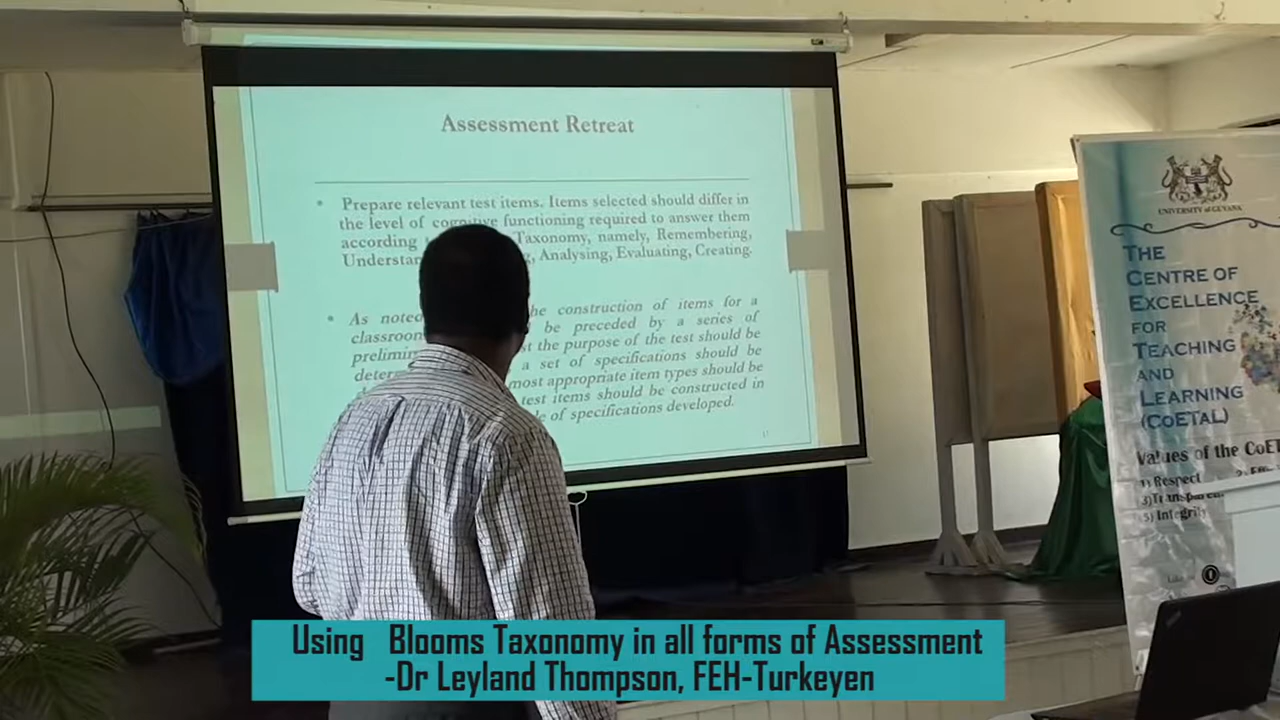 Assessment Retreat
• Prepare relevant test items. Items selected should differ in
the level of cognitive functioning required to answer them
according Taxonomy, namely, Remembering,
Analysing, Evaluating, Creating.
• As noted he construction of items for a
be preceded by a series of
the purpose of the test should be
a set of specifications should be
most appropriate item types should be
test items should be constructed in
of specifications developed.
17
UNIVERSITY of GUYANA
THE
CENTRE OF
EXCELLENCE
FOR
TEACHING
AND
LEARNING
(COETAL)
Values of the CoET
1) Respect
3)Transparen
5) Integrity
Using Blooms Taxonomy in all forms of Assessment
-Dr Leyland Thompson, FEH-Turkeyen